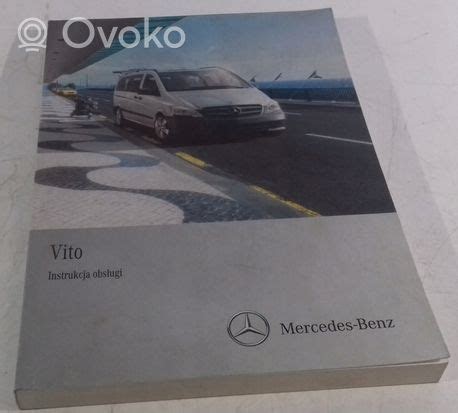 Ovoko
Vito
Instrukcja obsługi
Mercedes-Benz